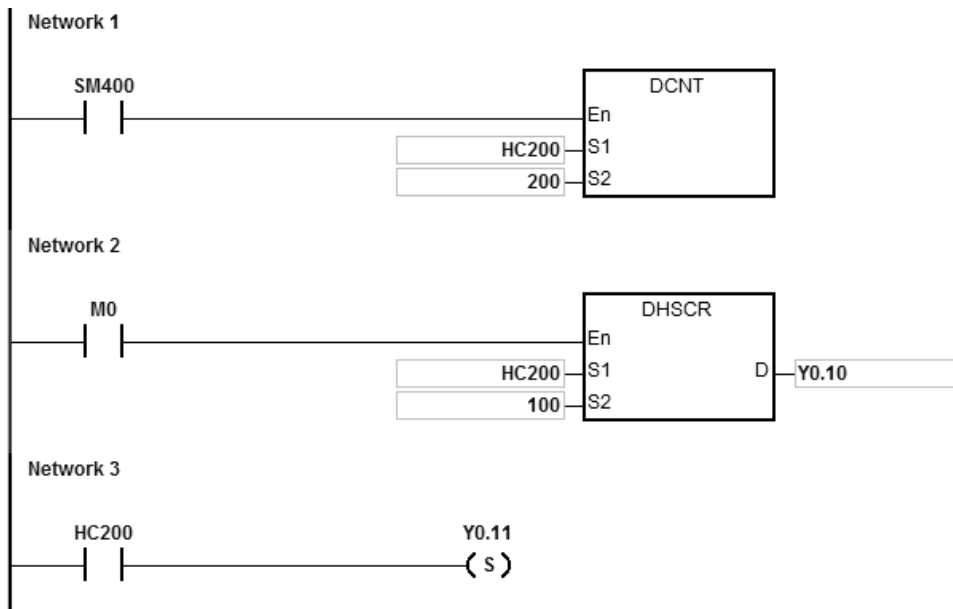 Network 1
SM400
DCNT
En
HC200 S1
200 S2
Network 2
M0
DHSCR
En
HC200 S1 D Y0.10
100 S2
Network 3
HC200 Y0.11
( S )